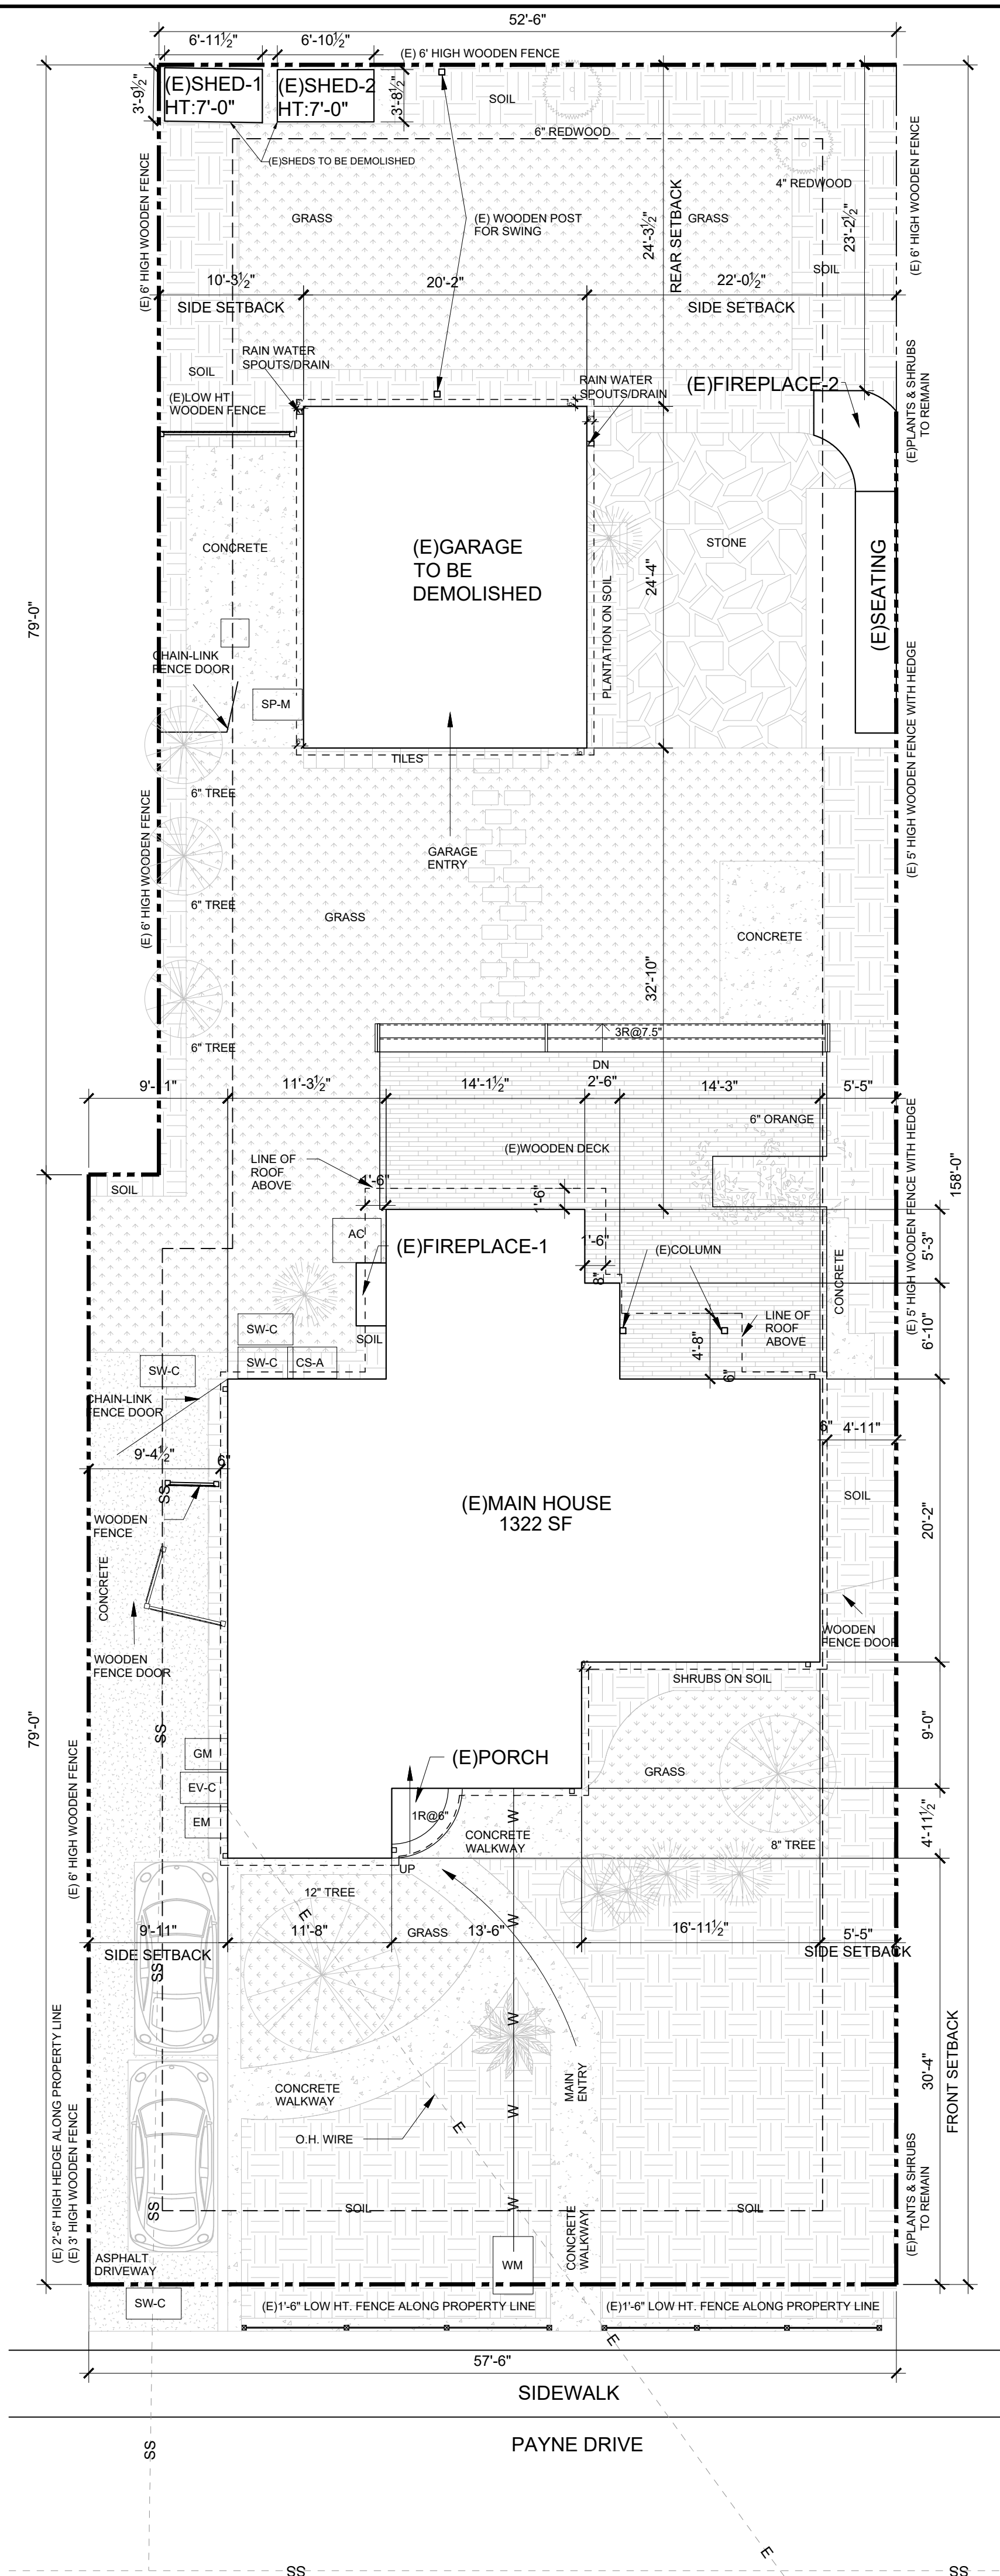 52'-6"
6'-11½"
6'-10½"
(E) 6' HIGH WOODEN FENCE
3'-9½"
(E)SHED-1
HT:7'-0"
(E)SHED-2
HT:7'-0"
3'-8½"
SOIL
6" REDWOOD
(E)SHEDS TO BE DEMOLISHED
(E) 6' HIGH WOODEN FENCE
(E) 6' HIGH WOODEN FENCE
4" REDWOOD
GRASS
(E) WOODEN POST
FOR SWING
24'-3½"
REAR SETBACK
GRASS
23'-2½"
SOIL
10'-3½"
20'-2"
22'-0½"
SIDE SETBACK
SIDE SETBACK
RAIN WATER
SPOUTS/DRAIN
SOIL
RAIN WATER
SPOUTS/DRAIN
(E)FIREPLACE-2
(E)PLANTS & SHRUBS
TO REMAIN
(E)LOW HT
WOODEN FENCE
CONCRETE
(E)GARAGE
TO BE
DEMOLISHED
STONE
24'-4"
PLANTATION ON SOIL
(E)SEATING
79'-0"
CHAIN-LINK
FENCE DOOR
SP-M
(E) 5' HIGH WOODEN FENCE WITH HEDGE
TILES
6" TREE
(E) 6' HIGH WOODEN FENCE
GARAGE
ENTRY
6" TREE
GRASS
CONCRETE
32'-10"
6" TREE
3R@7.5"
DN
9'-11"
11'-3½"
14'-1½"
2'-6"
14'-3"
5'-5"
6" ORANGE
(E)WOODEN DECK
LINE OF
ROOF
ABOVE
1'-6"
1'-6"
SOIL
158'-0"
(E) 5' HIGH WOODEN FENCE WITH HEDGE
AC
(E)FIREPLACE-1
1'-6"
(E)COLUMN
8"
CONCRETE
5'-3"
SW-C
SOIL
LINE OF
ROOF
ABOVE
4'-8"
6'-10"
SW-C
SW-C
CS-A
6"
CHAIN-LINK
FENCE DOOR
9'-4½"
6"
6"
4'-11"
SS
WOODEN
FENCE
(E)MAIN HOUSE
1322 SF
SOIL
20'-2"
CONCRETE
WOODEN
FENCE DOOR
WOODEN
FENCE DOOR
SHRUBS ON SOIL
79'-0"
SS
GM
(E)PORCH
GRASS
9'-0"
EV-C
EM
1R@6"
W
CONCRETE
WALKWAY
8" TREE
4'-11½"
(E) 6' HIGH WOODEN FENCE
UP
12" TREE
E
W
9'-11"
11'-8"
GRASS
13'-6"
16'-11½"
5'-5"
SIDE SETBACK
SIDE SETBACK
SS
W
(E) 2'-6" HIGH HEDGE ALONG PROPERTY LINE
(E) 3' HIGH WOODEN FENCE
CONCRETE
WALKWAY
MAIN
ENTRY
W
30'-4"
FRONT SETBACK
O.H. WIRE
E
SS
SOIL
W
SOIL
CONCRETE
WALKWAY
(E)PLANTS & SHRUBS
TO REMAIN
ASPHALT
DRIVEWAY
WM
SW-C
(E)1'-6" LOW HT. FENCE ALONG PROPERTY LINE
(E)1'-6" LOW HT. FENCE ALONG PROPERTY LINE
E
57'-6"
SIDEWALK
PAYNE DRIVE
SS
E
SS
SS